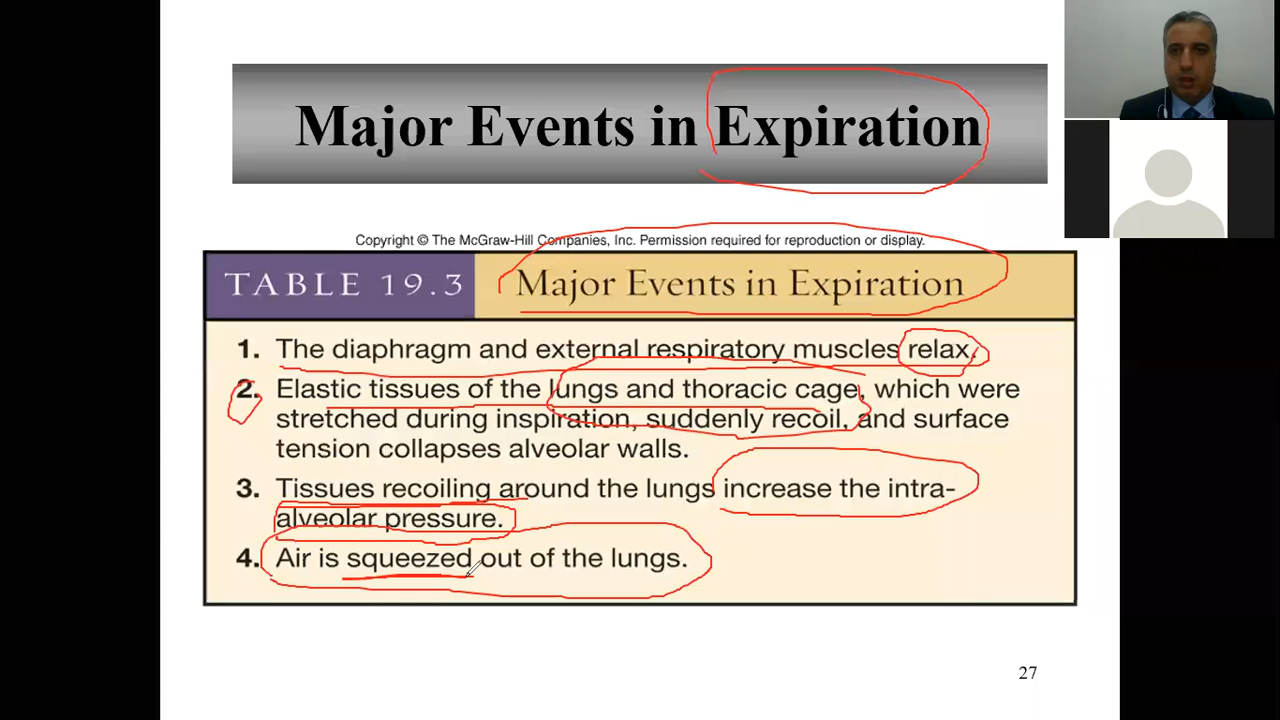 Major Events in Expiration
Copyright © The McGraw-Hill Companies, Inc. Permission required for reproduction or display.
TABLE 19.3 Major Events in Expiration
1. The diaphragm and external respiratory muscles relax.
2. Elastic tissues of the lungs and thoracic cage, which were
stretched during inspiration, suddenly recoil, and surface
tension collapses alveolar walls.
3. Tissues recoiling around the lungs increase the intra-
alveolar pressure.
4. Air is squeezed out of the lungs.
27